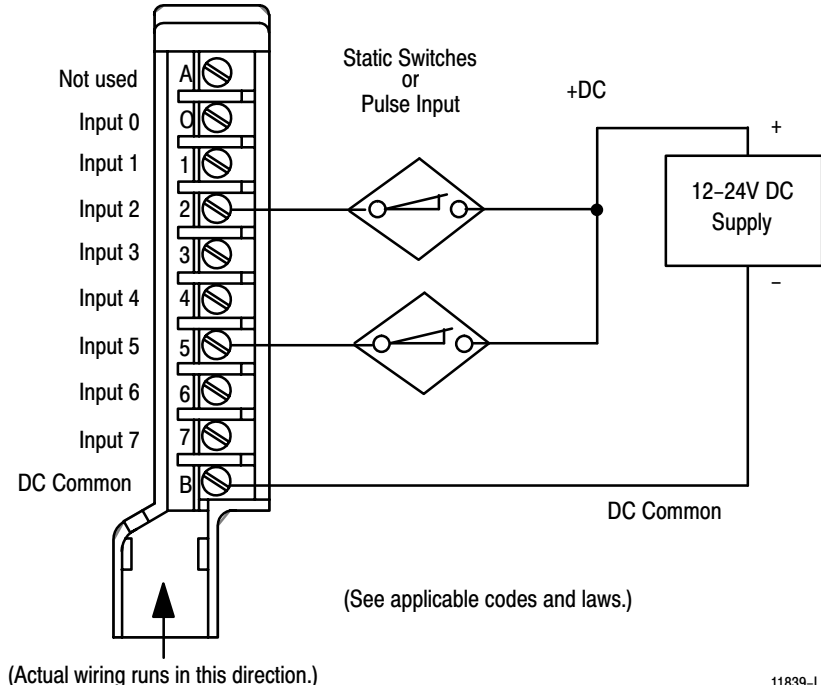 Static Switches
or
Pulse Input
+DC
+
12–24V DC
Supply
–
Not used A
Input 0 O
Input 1 1
Input 2 2
Input 3 3
Input 4 4
Input 5 5
Input 6 6
Input 7 7
DC Common B
DC Common
(See applicable codes and laws.)
(Actual wiring runs in this direction.)
11839–I